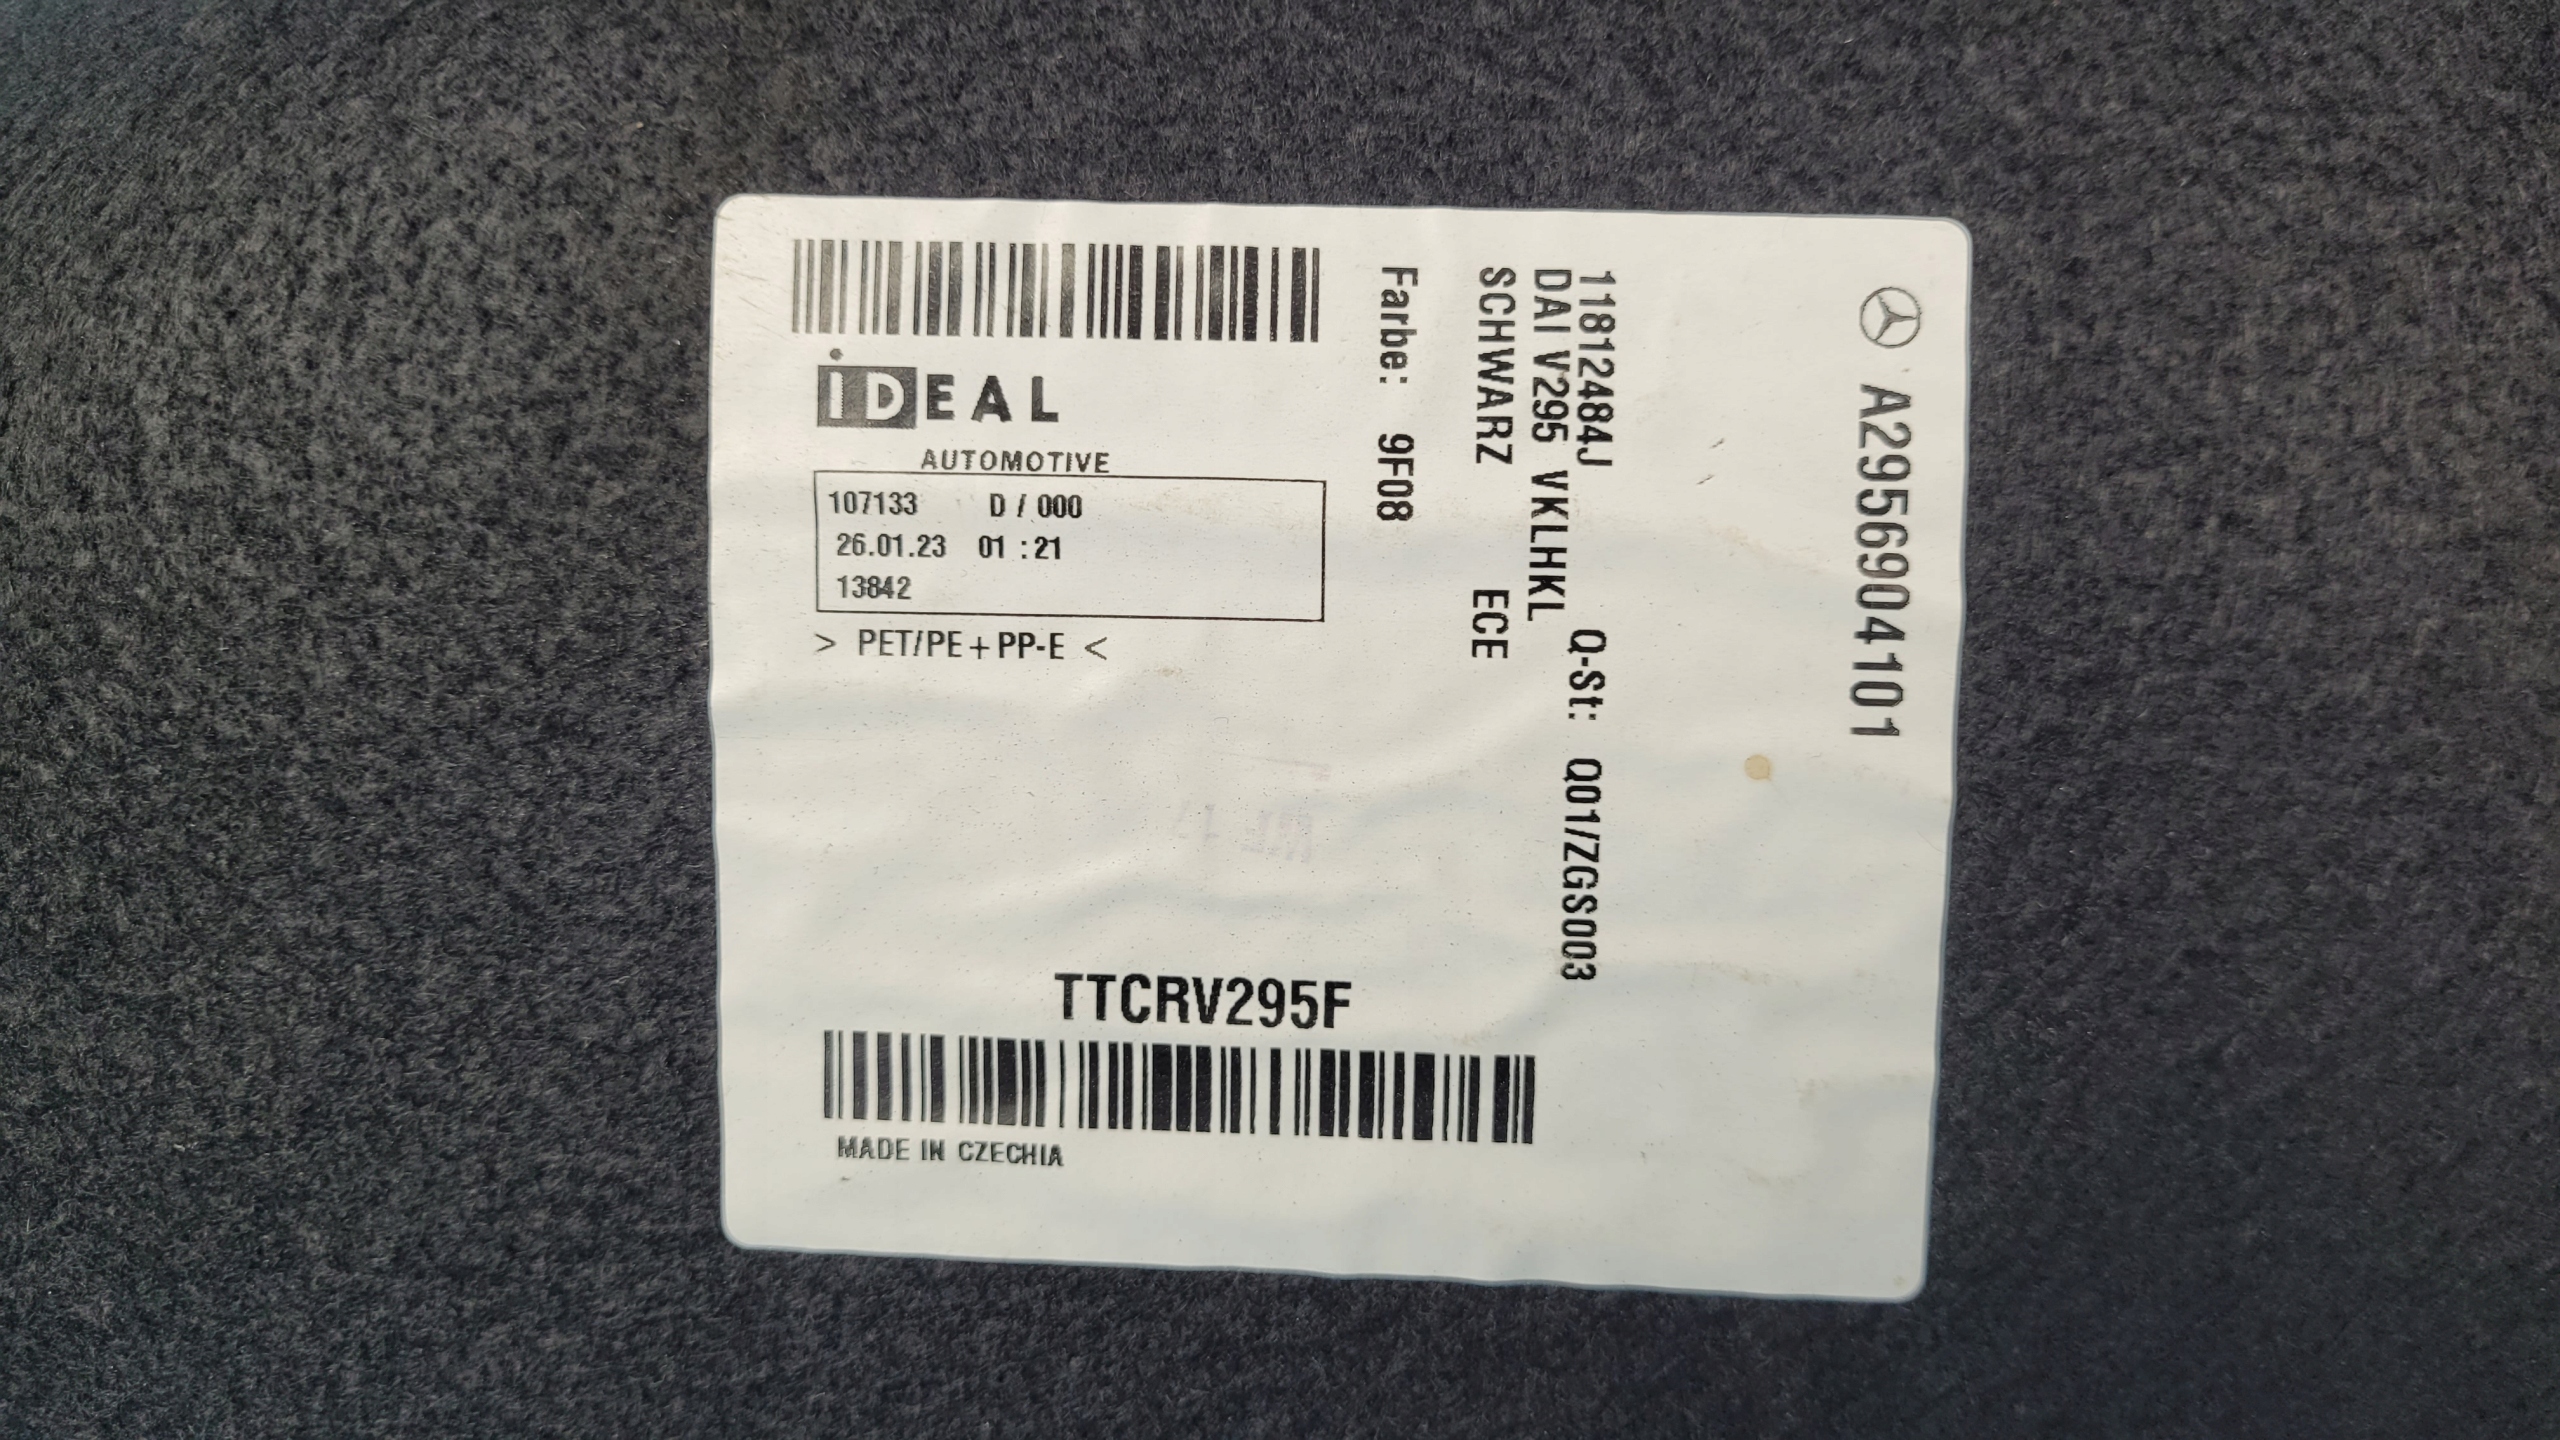 A2956904101
11812484J Q-St: Q01/ZGS003
DAI V295 VKLHKL
SCHWARZ ECE
Farbe: 9F08
iDEAL
AUTOMOTIVE
107133 D / 000
26.01.23 01 : 21
13842
> PET/PE + PP-E <
TTCRV295F
MADE IN CZECHIA